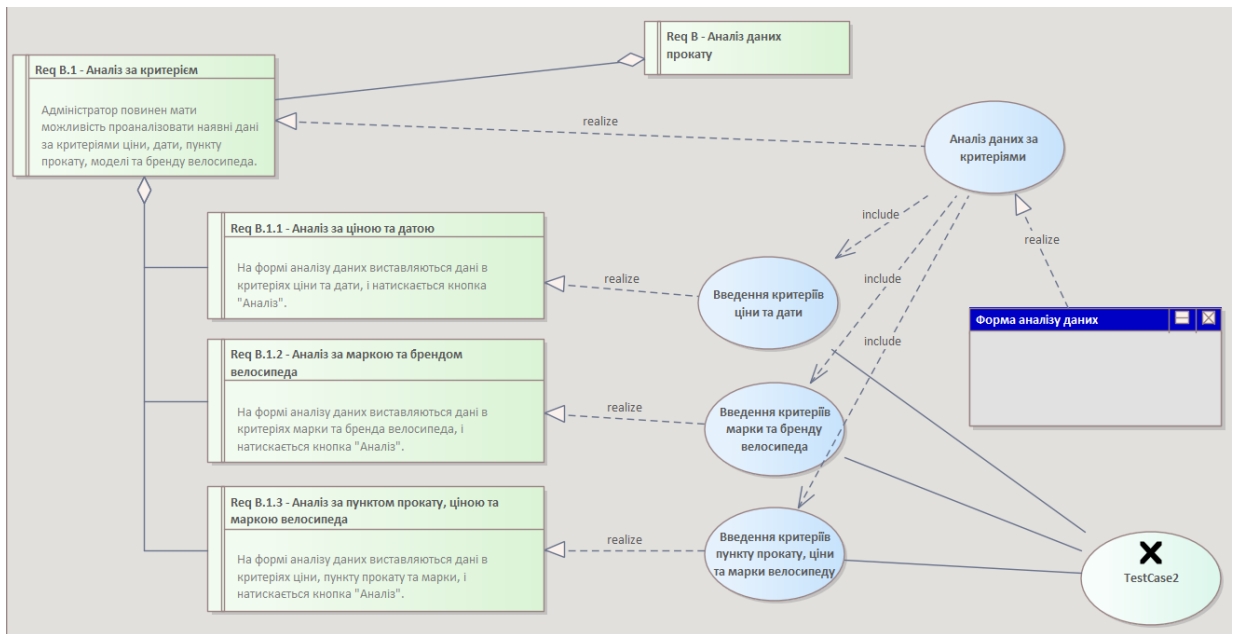 Req B - Аналіз даних
прокату
Req B.1 - Аналіз за критерієм
Адміністратор повинен мати
можливість проаналізовати наявні дані
за критеріями ціни, дати, пункту
прокату, моделі та бренду велосипеда.
realize
Аналіз даних за
критеріями
include
realize
Req B.1.1 - Аналіз за ціною та датою
На формі аналізу даних виставляються дані в
критеріях ціни та дати, і натискається кнопка
"Аналіз".
realize
Введення критеріїв
ціни та дати
include
Форма аналізу даних
include
Req B.1.2 - Аналіз за маркою та брендом
велосипеда
На формі аналізу даних виставляються дані в
критеріях марки та бренда велосипеда, і
натискається кнопка "Аналіз".
realize
Введення критеріїв
марки та бренду
велосипеда
Req B.1.3 - Аналіз за пунктом прокату, ціною та
маркою велосипеда
На формі аналізу даних виставляються дані в
критеріях ціни, пункту прокату та марки, і
натискається кнопка "Аналіз".
realize
Введення критеріїв
пункту прокату, ціни
та марки велосипеду
TestCase2